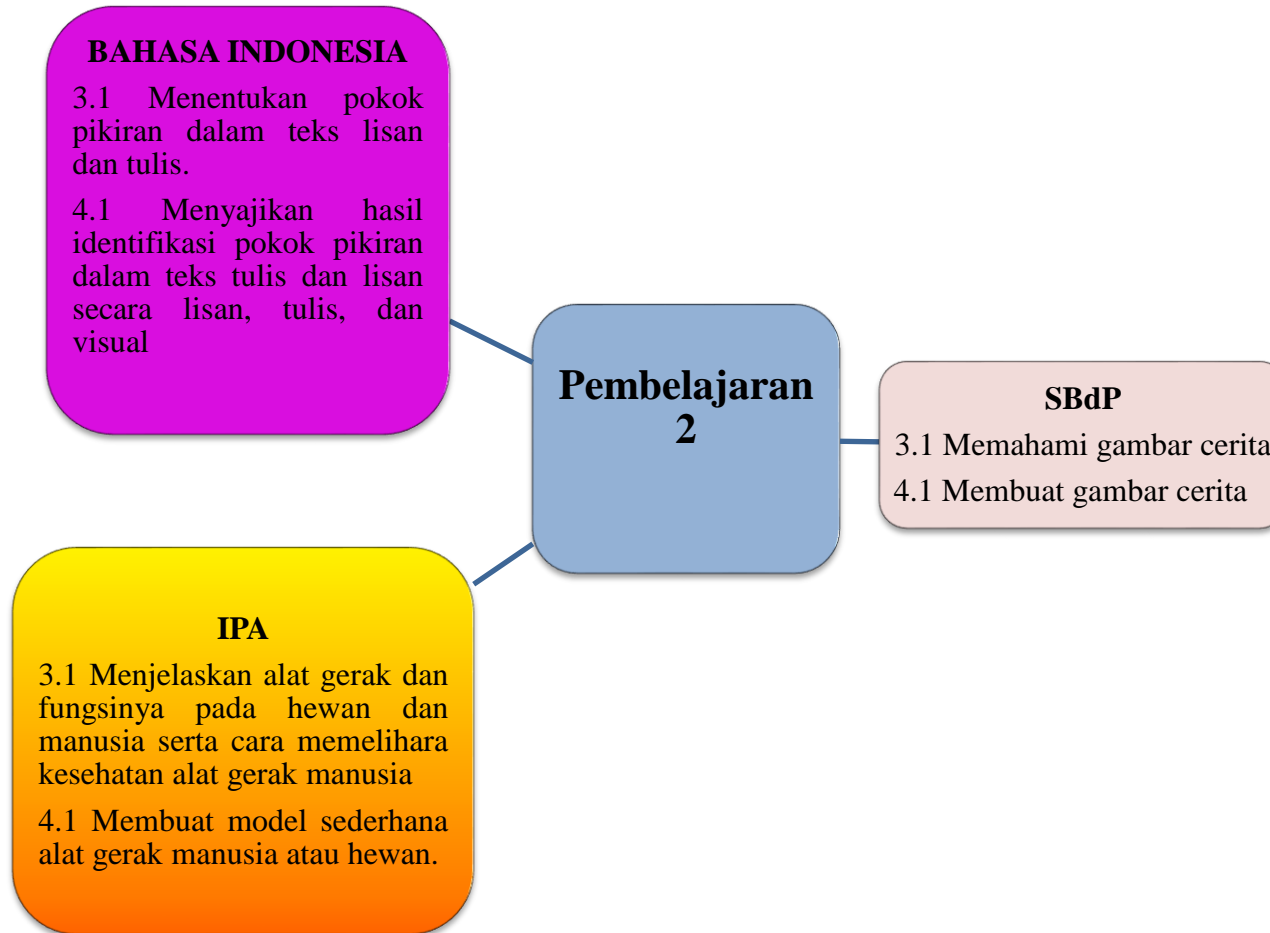 BAHASA INDONESIA
3.1 Menentukan pokok
pikiran dalam teks lisan
dan tulis.
4.1 Menyajikan hasil
identifikasi pokok pikiran
dalam teks tulis dan lisan
secara lisan, tulis, dan
visual
Pembelajaran
2
SBdP
3.1 Memahami gambar cerita
4.1 Membuat gambar cerita
IPA
3.1 Menjelaskan alat gerak dan
fungsinya pada hewan dan
manusia serta cara memelihara
kesehatan alat gerak manusia
4.1 Membuat model sederhana
alat gerak manusia atau hewan.